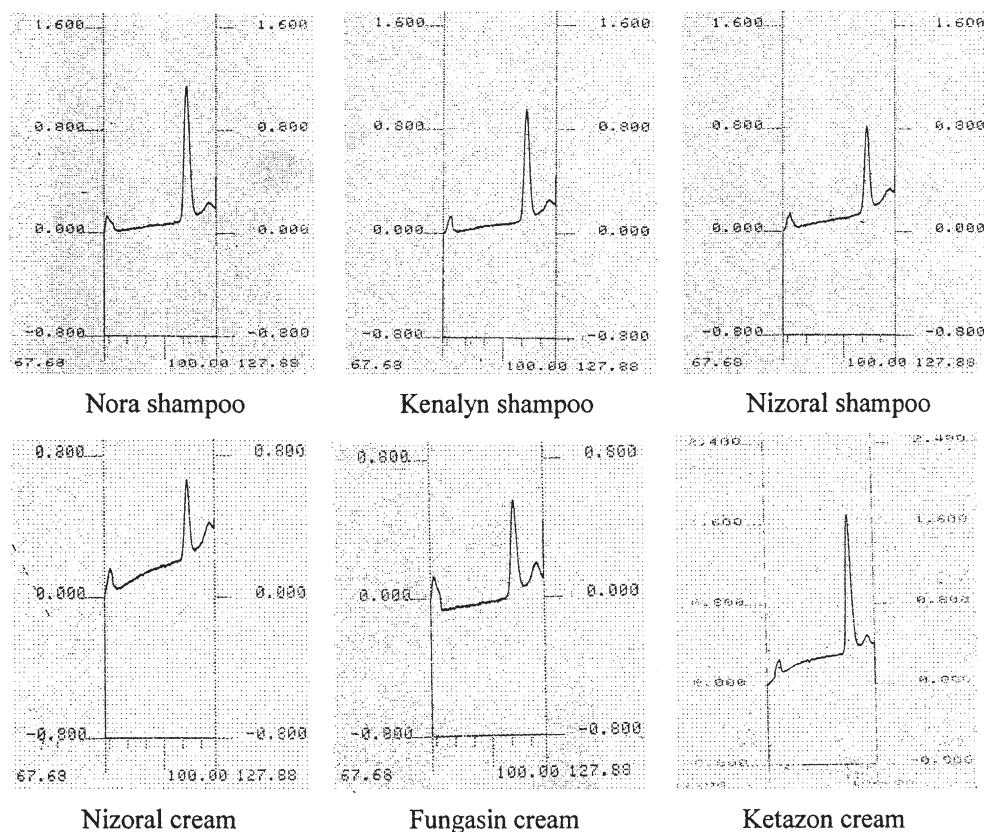 1.600 1.600 1.600 1.600 1.600 1.600
0.800 0.800 0.800 0.800 0.800 0.800
0.000 0.000 0.000 0.000 0.000 0.000
-0.800 -0.800 -0.800 -0.800 -0.800 -0.800
67.68 100.00 127.88 67.68 100.00 127.88 67.68 100.00 127.88
Nora shampoo Kenalyn shampoo Nizoral shampoo
0.800 0.800 0.800 0.800 2.400 2.400
1.600
0.000 0.000 0.000 0.000 0.800
-0.800 -0.800 -0.800 -0.800
67.68 100.00 127.88 67.68 100.00 127.88
Nizoral cream Fungasin cream Ketazon cream